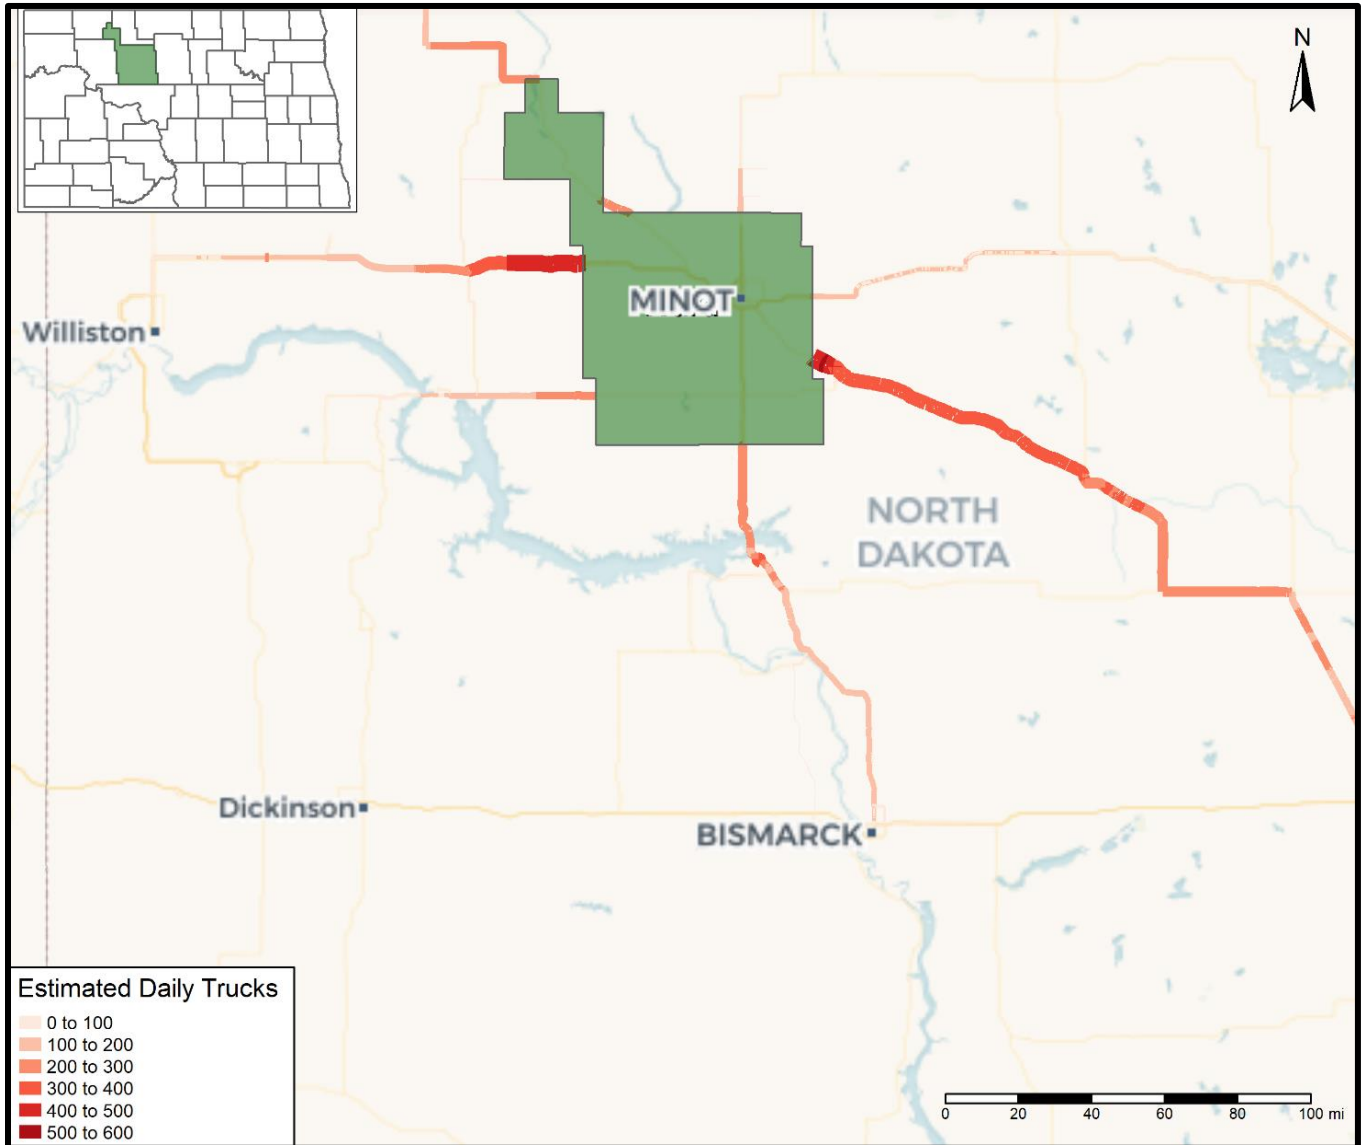 N
MINOT
Williston
NORTH
DAKOTA
Dickinson
BISMARCK
Estimated Daily Trucks
0 to 100
100 to 200
200 to 300
300 to 400
400 to 500
500 to 600
0 20 40 60 80 100 mi